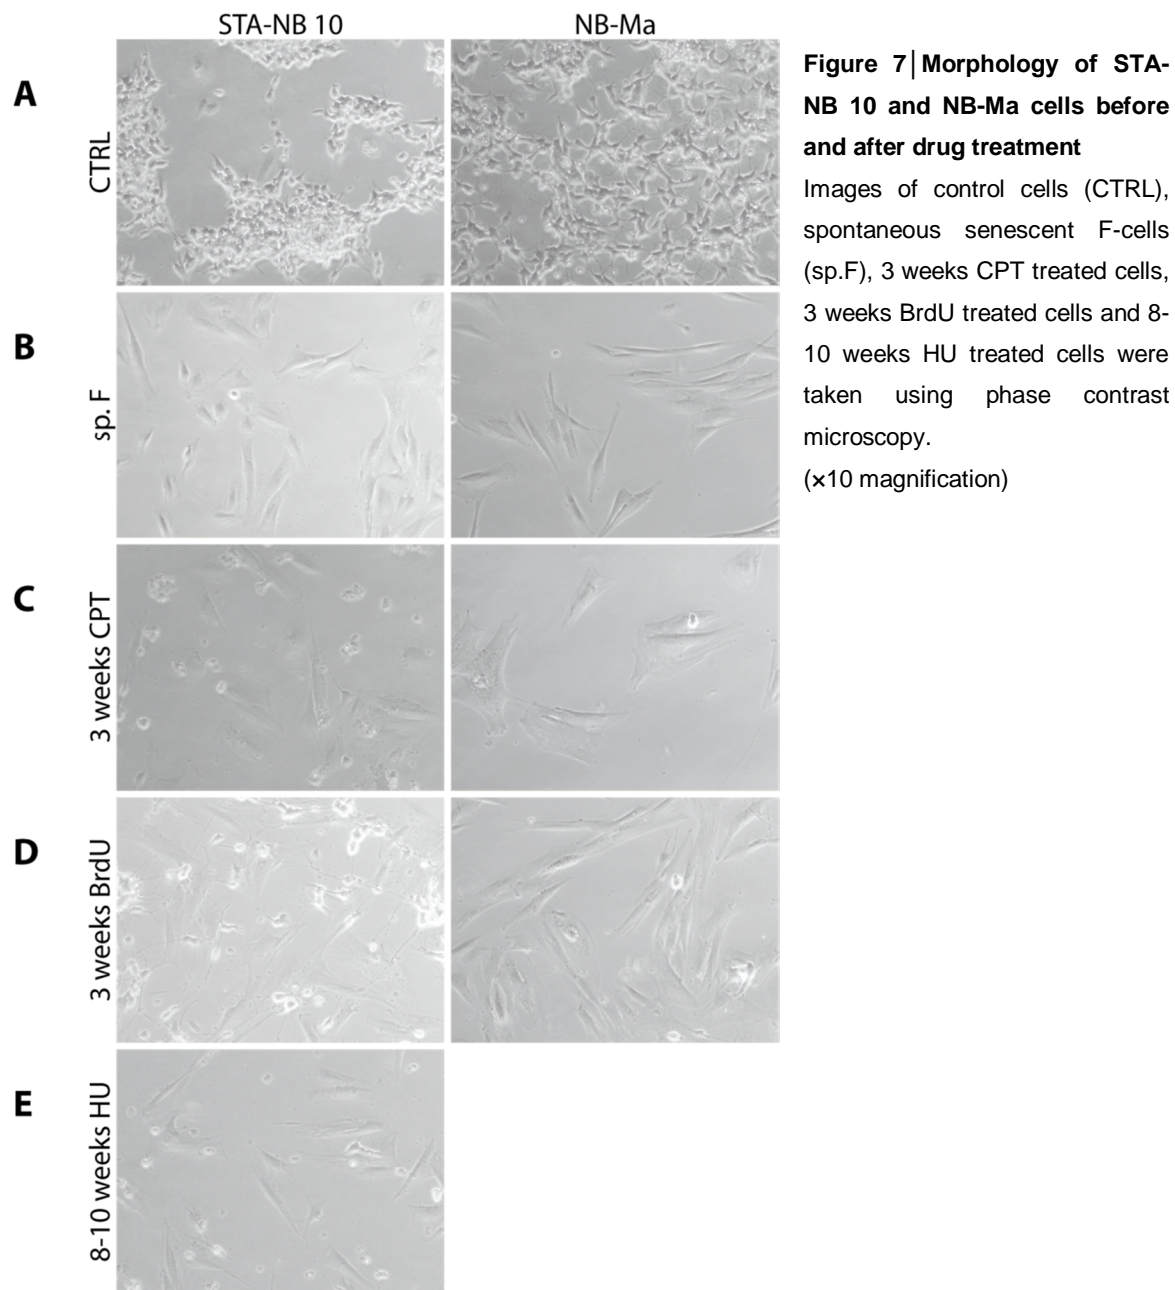 STA-NB 10
NB-Ma
A
CTRL
B
sp. F
C
3 weeks CPT
D
3 weeks BrdU
E
8-10 weeks HU
Figure 7│Morphology of STA-
NB 10 and NB-Ma cells before
and after drug treatment
Images of control cells (CTRL),
spontaneous senescent F-cells
(sp.F), 3 weeks CPT treated cells,
3 weeks BrdU treated cells and 8-
10 weeks HU treated cells were
taken using phase contrast
microscopy.
(×10 magnification)